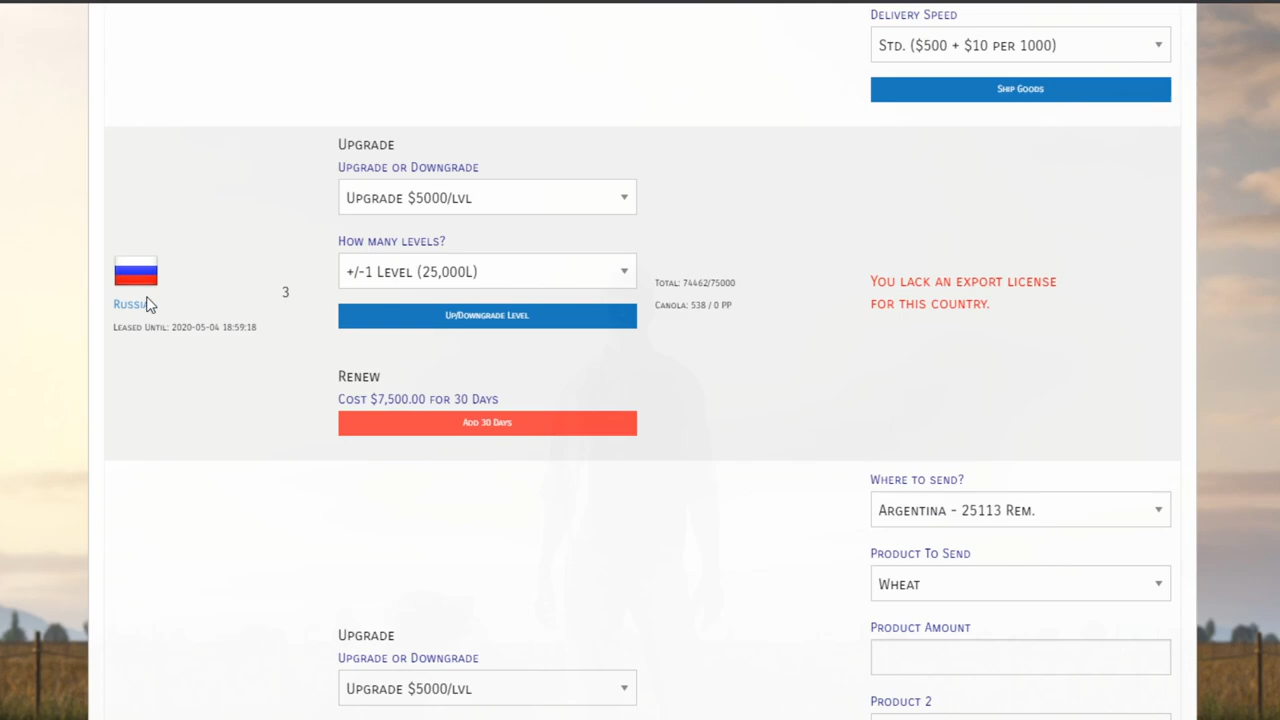 Delivery Speed
Std. ($500 + $10 per 1000)
Ship Goods
Upgrade
Upgrade or Downgrade
Upgrade $5000/lvl
How many levels?
+/-1 Level (25,000L)
Up/Downgrade Level
Russia
Leased Until: 2020-05-04 18:59:18
3
Total: 74462/75000
Canola: 538 / 0 PP
You lack an export license
for this country.
Renew
Cost $7,500.00 for 30 Days
Add 30 Days
Where to send?
Argentina - 25113 Rem.
Product To Send
Wheat
Product Amount
Upgrade
Upgrade or Downgrade
Upgrade $5000/lvl
Product 2